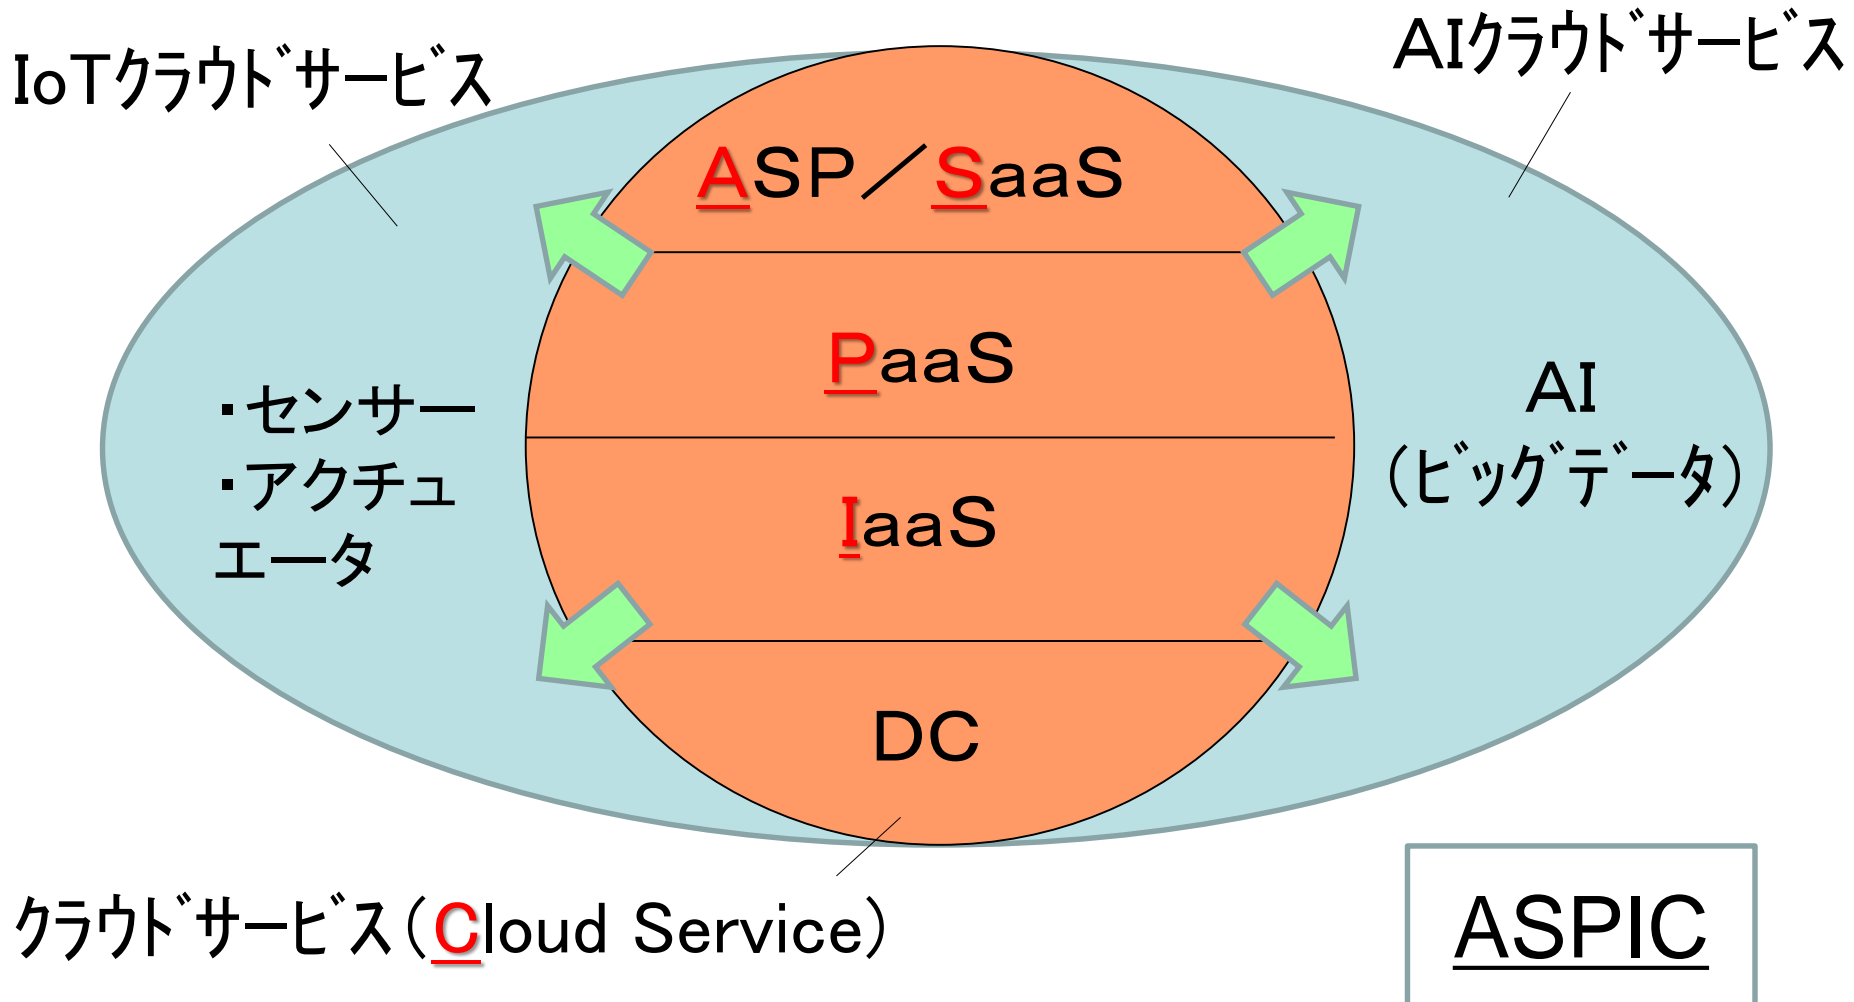 IoTクラウドサービス
AIクラウドサービス
ASP／SaaS
PaaS
IaaS
DC
・センサー
・アクチュ
エータ
AI
（ビッグデータ）
クラウドサービス（Cloud Service）
ASPIC